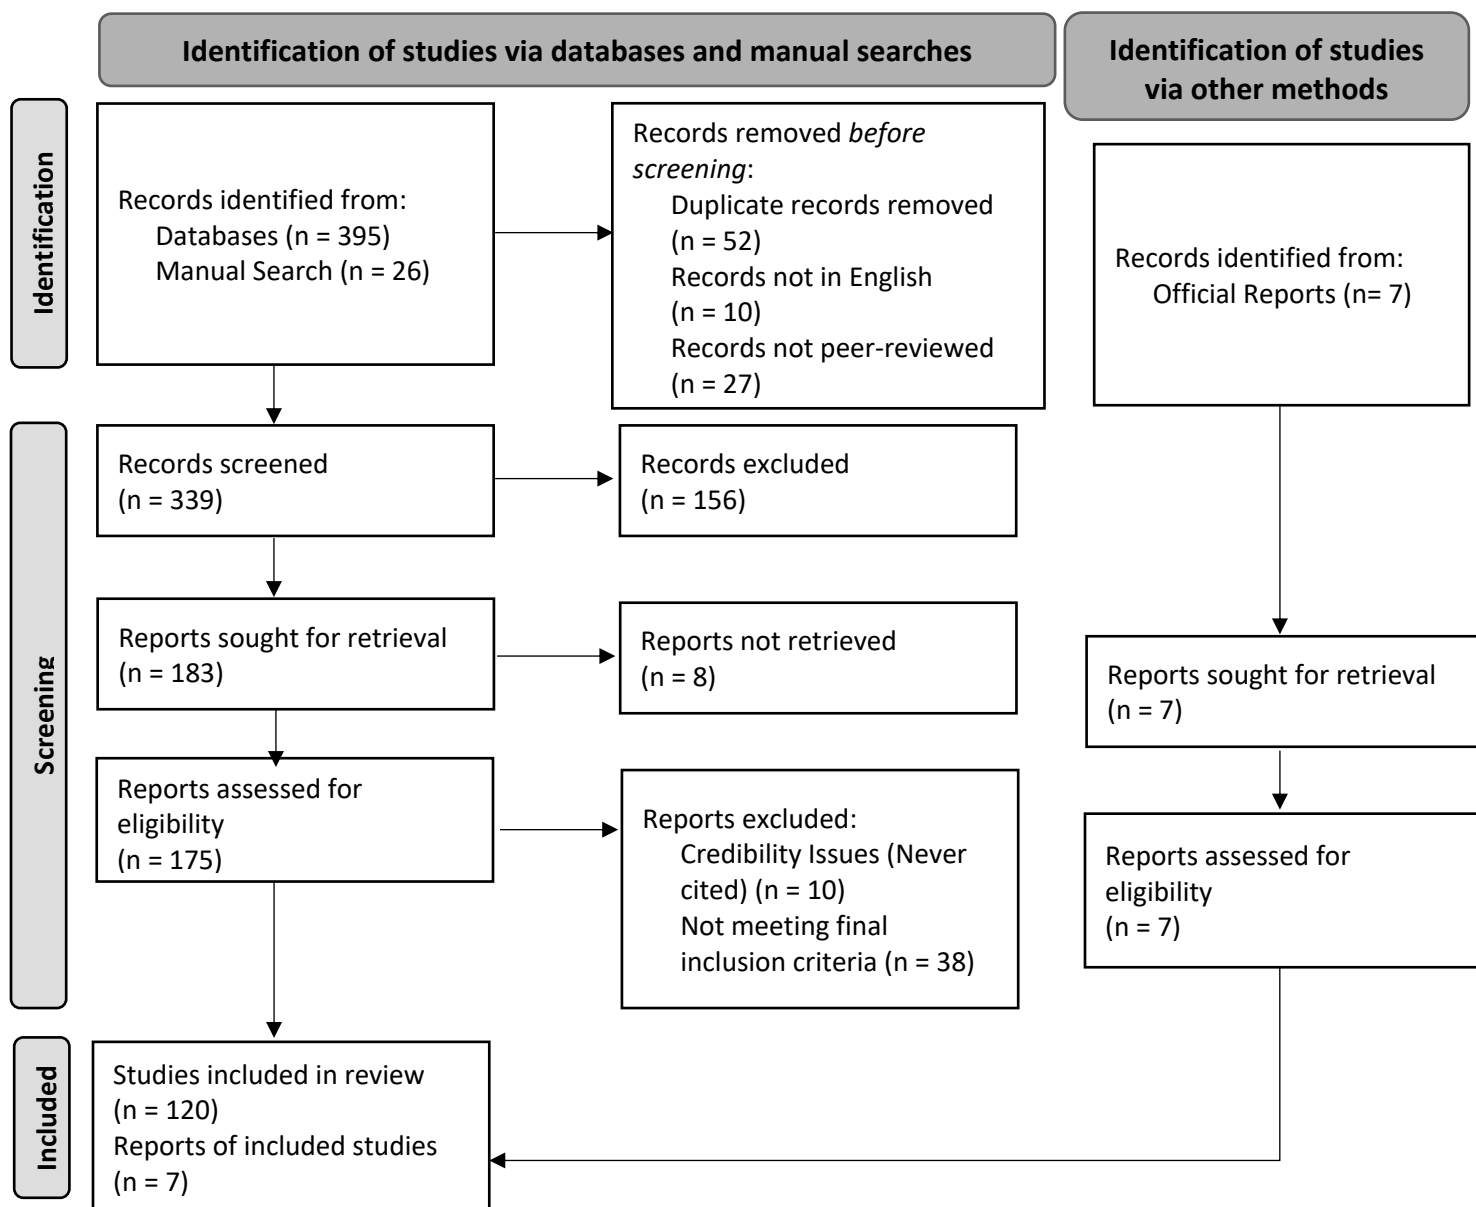 Identification of studies via databases and manual searches
Identification of studies
via other methods
Identification
Records identified from:
Databases (n = 395)
Manual Search (n = 26)
Records removed before
screening:
Duplicate records removed
(n = 52)
Records not in English
(n = 10)
Records not peer-reviewed
(n = 27)
Records identified from:
Official Reports (n= 7)
Screening
Records screened
(n = 339)
Records excluded
(n = 156)
Reports sought for retrieval
(n = 183)
Reports not retrieved
(n = 8)
Reports sought for retrieval
(n = 7)
Reports assessed for
eligibility
(n = 175)
Reports excluded:
Credibility Issues (Never
cited) (n = 10)
Not meeting final
inclusion criteria (n = 38)
Reports assessed for
eligibility
(n = 7)
Included
Studies included in review
(n = 120)
Reports of included studies
(n = 7)